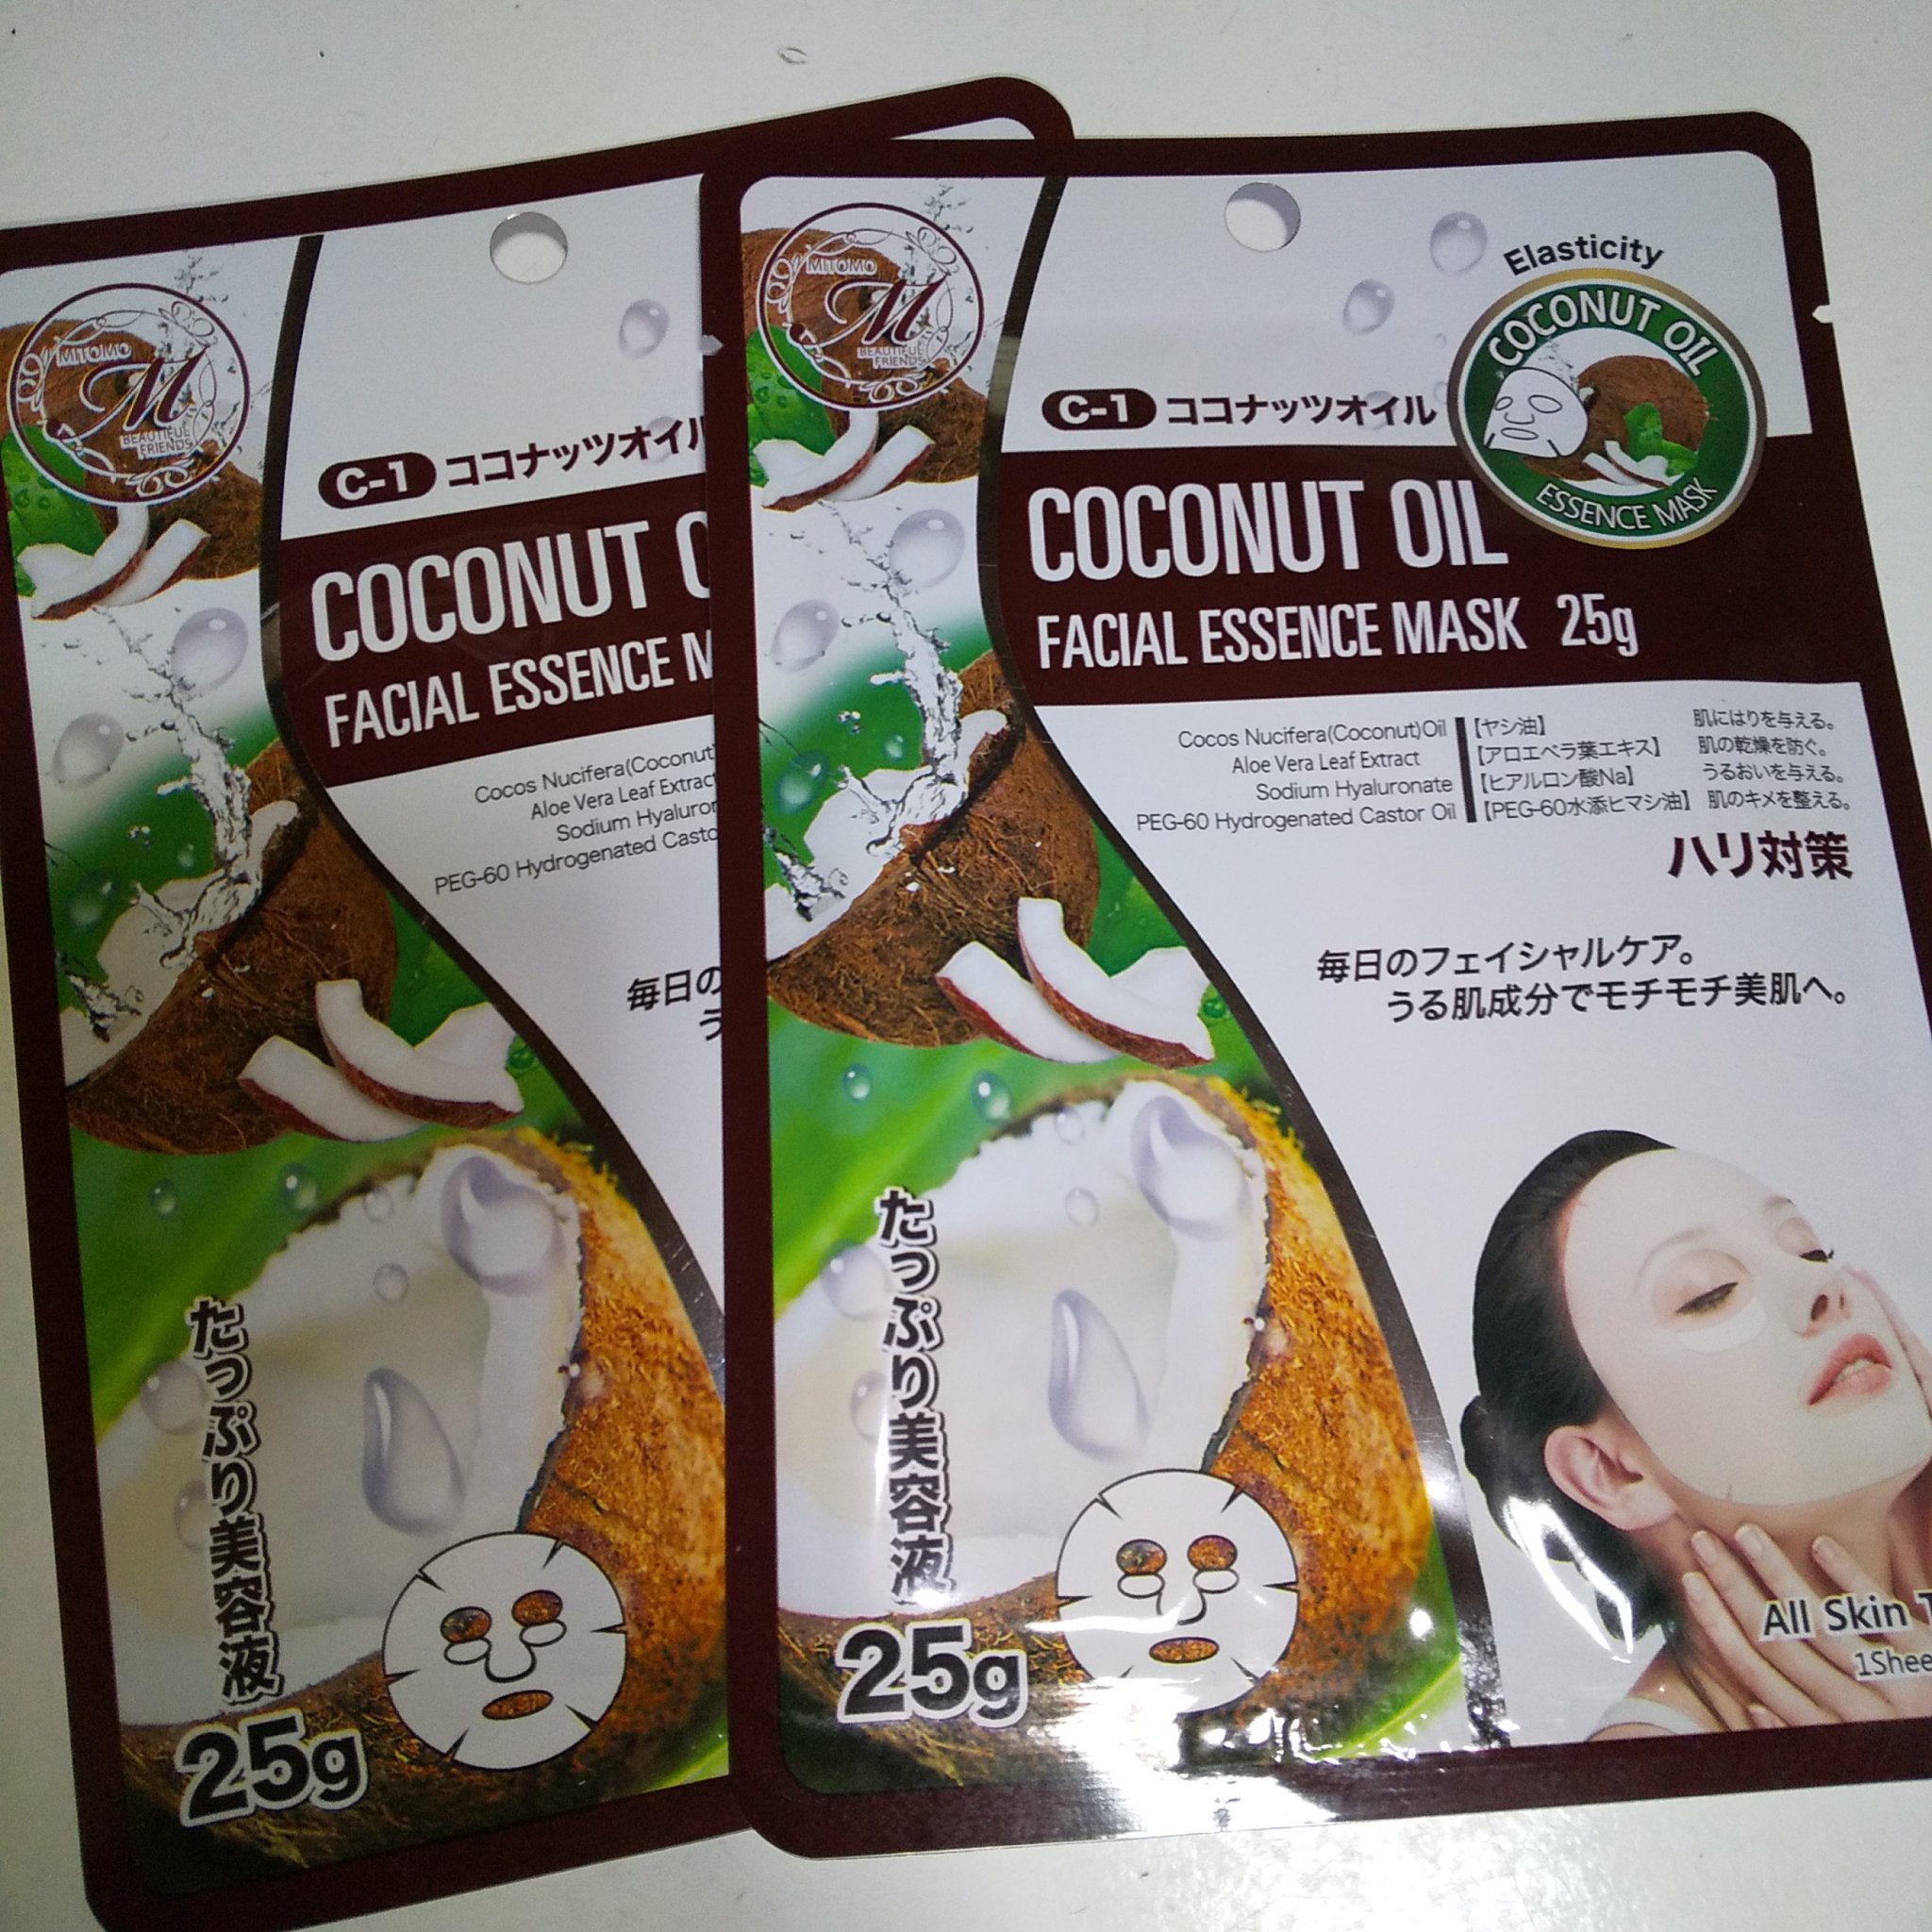 MITOMO
M
BEAUTIFUL
FRIENDS
C-1 ココナッツオイル
COCONUT
FACIAL ESSENCE
Cocos Nucifera(Coconut)
Aloe Vera Leaf Extract
Sodium
PEG-60 Hydrogenated
毎日の
う
たっぷり美容液
25g
MITOMO
M
BEAUTIFUL
FRIENDS
Elasticity
COCONUT OIL
ESSENCE MASK
C-1 ココナッツオイル
COCONUT OIL
FACIAL ESSENCE MASK 25g
Cocos Nucifera(Coconut)Oil 【ヤシ油】 肌にはりを与える。
Aloe Vera Leaf Extract 【アロエベラ葉エキス】 肌の乾燥を防ぐ。
Sodium Hyaluronate 【ヒアルロン酸Na】 うるおいを与える。
PEG-60 Hydrogenated Castor Oil 【PEG-60水添ヒマシ油】 肌のキメを整える。
ハリ対策
毎日のフェイシャルケア。
うる肌成分でモチモチ美肌へ。
たっぷり美容液
25g
All Skin